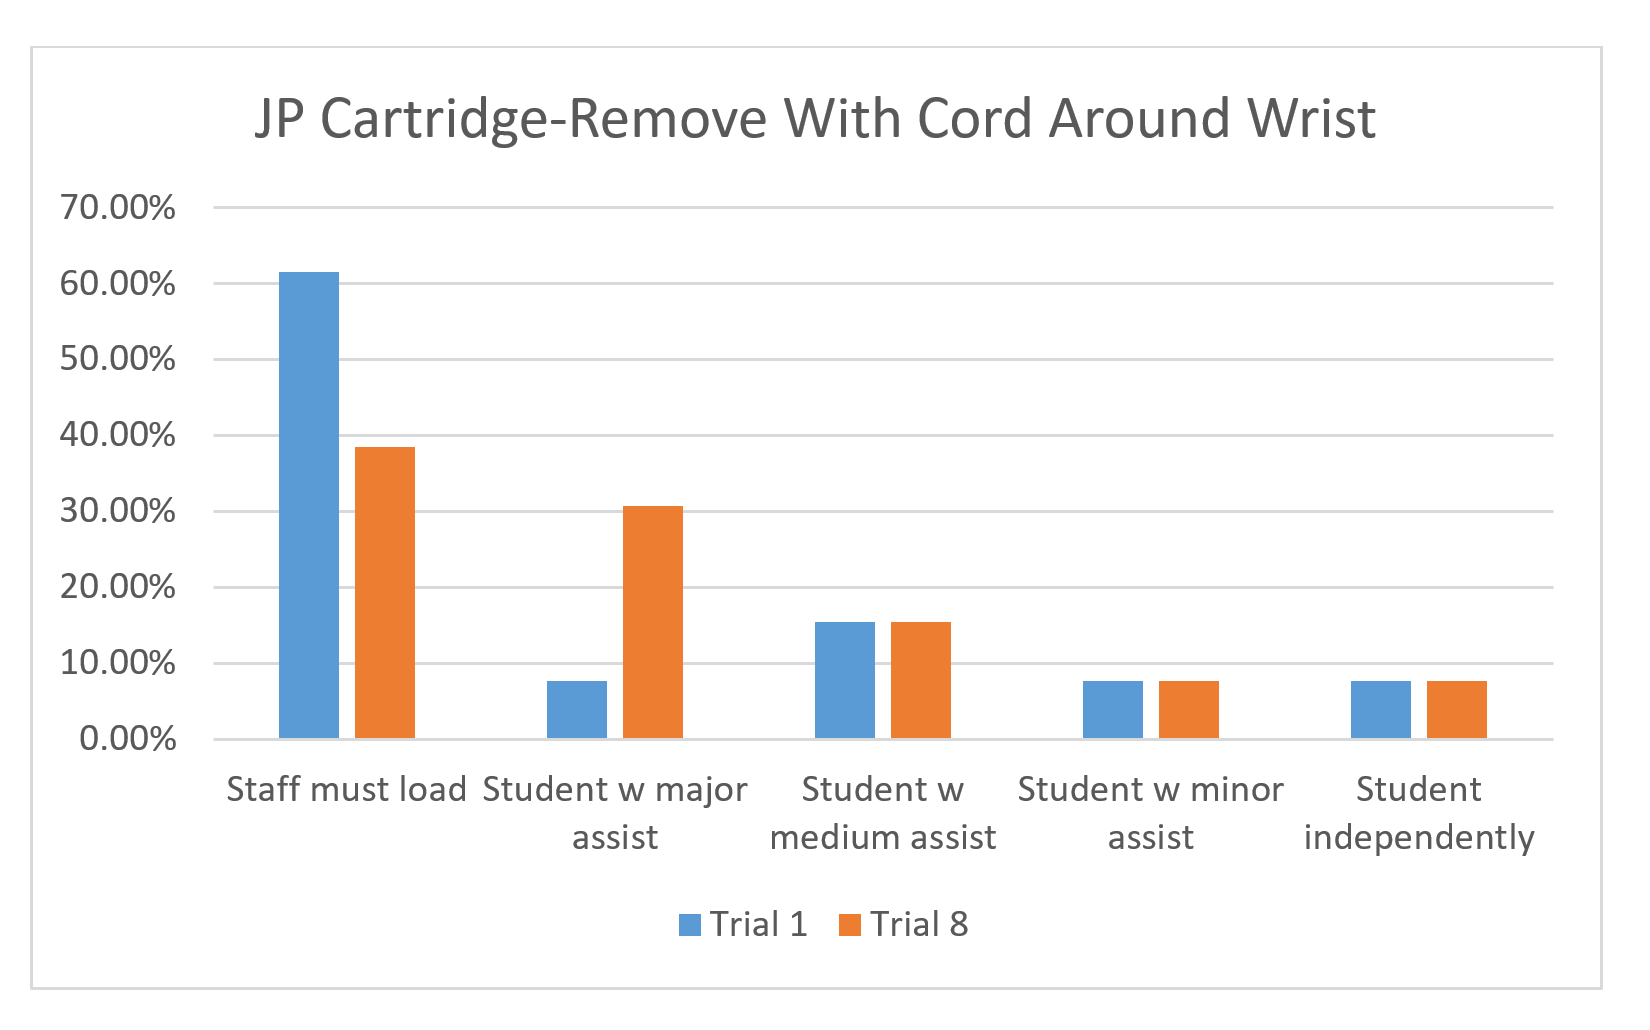 JP Cartridge-Remove With Cord Around Wrist
70.00%
60.00%
50.00%
40.00%
30.00%
20.00%
10.00%
0.00%
Staff must load
Student w major
assist
Student w
medium assist
Student w minor
assist
Student
independently
Trial 1
Trial 8